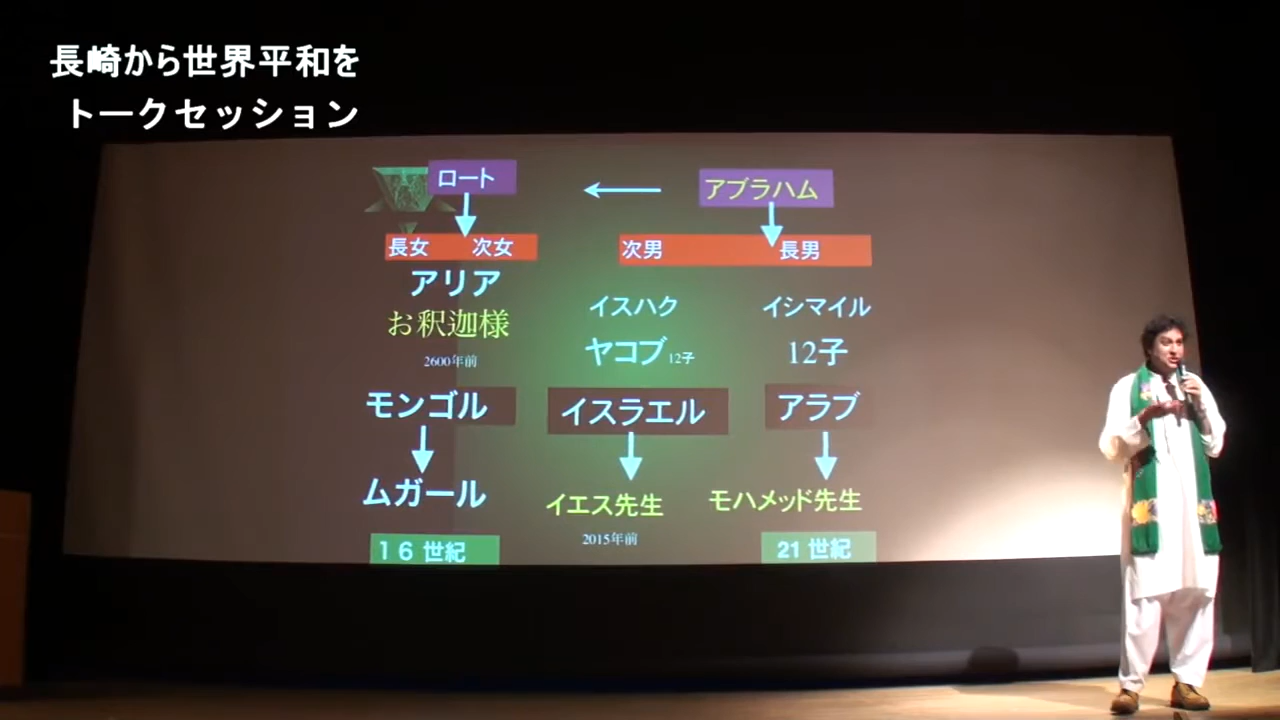 長崎から世界平和を
トークセッション
ロート
アブラハム
長女 次女
次男 長男
アリア
お釈迦様
2600年前
イスハク
イシマイル
ヤコブ 12子
12子
モンゴル
イスラエル
アラブ
ムガール
イエス先生
モハメッド先生
2015年前
16 世紀
21 世紀